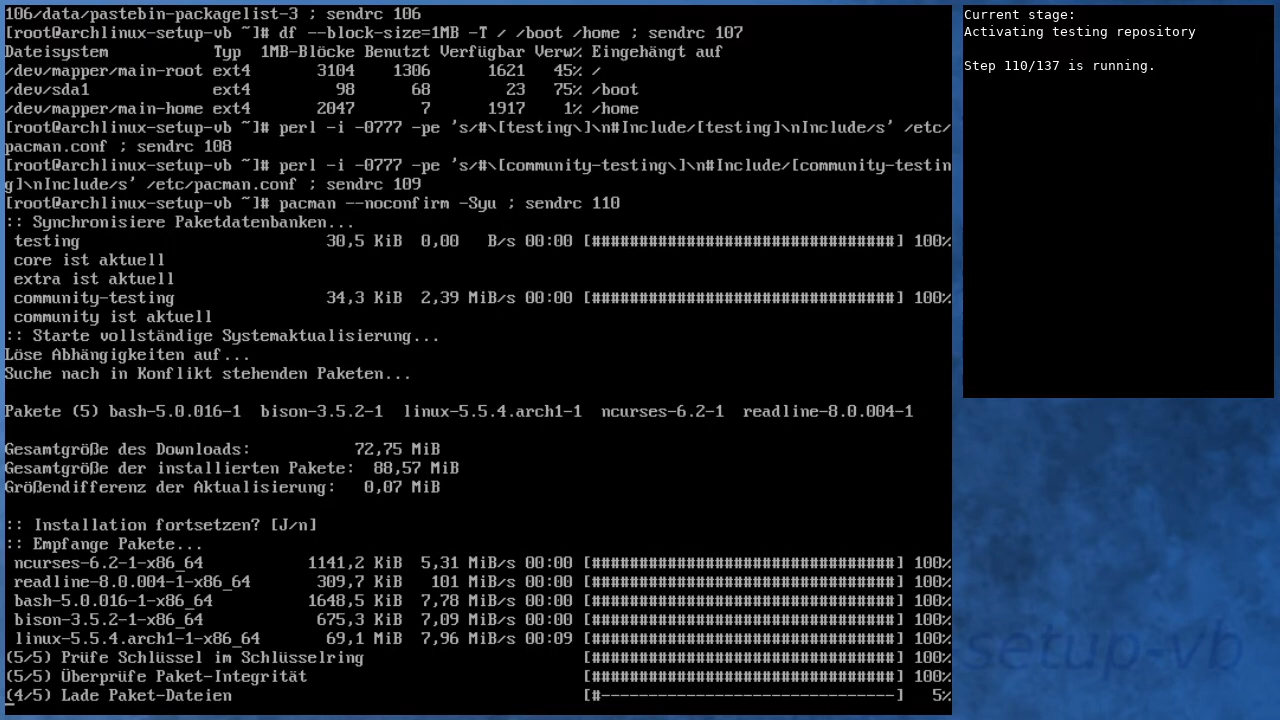 106/data/pastebin-packagelist-3 ; sendrc 106
[root@archlinux-setup-vb ~]# df --block-size=1MB -T / /boot /home ; sendrc 107
Dateisystem           Typ  1MB-Blöcke Benutzt Verfügbar Verw% Eingehängt auf
/dev/mapper/main-root ext4       3104    1306      1621   45% /
/dev/sda1             ext4         98      68        23   75% /boot
/dev/mapper/main-home ext4       2047       7      1917    1% /home
[root@archlinux-setup-vb ~]# perl -i -0777 -pe 's/#\[testing\]\n#Include/[testing]\nInclude/s' /etc/
pacman.conf ; sendrc 108
[root@archlinux-setup-vb ~]# perl -i -0777 -pe 's/#\[community-testing\]\n#Include/[community-testin
g]\nInclude/s' /etc/pacman.conf ; sendrc 109
[root@archlinux-setup-vb ~]# pacman --noconfirm -Syu ; sendrc 110
:: Synchronisiere Paketdatenbanken...
 testing                          30,5 KiB  0,00   B/s 00:00 [################################] 100%
 core ist aktuell
 extra ist aktuell
 community-testing                34,3 KiB  2,39 MiB/s 00:00 [################################] 100%
 community ist aktuell
:: Starte vollständige Systemaktualisierung...
Löse Abhängigkeiten auf...
Suche nach in Konflikt stehenden Paketen...
Pakete (5) bash-5.0.016-1  bison-3.5.2-1  linux-5.5.4.arch1-1  ncurses-6.2-1  readline-8.0.004-1
Gesamtgröße des Downloads:           72,75 MiB
Gesamtgröße der installierten Pakete:  88,57 MiB
Größendifferenz der Aktualisierung:   0,07 MiB
:: Installation fortsetzen? [J/n]
:: Empfange Pakete...
 ncurses-6.2-1-x86_64           1141,2 KiB  5,31 MiB/s 00:00 [################################] 100%
 readline-8.0.004-1-x86_64       309,7 KiB   101 MiB/s 00:00 [################################] 100%
 bash-5.0.016-1-x86_64          1648,5 KiB  7,78 MiB/s 00:00 [################################] 100%
 bison-3.5.2-1-x86_64            675,3 KiB  7,09 MiB/s 00:00 [################################] 100%
 linux-5.5.4.arch1-1-x86_64       69,1 MiB  7,96 MiB/s 00:09 [################################] 100%
(5/5) Prüfe Schlüssel im Schlüsselring                       [################################] 100%
(5/5) Überprüfe Paket-Integrität                             [################################] 100%
(4/5) Lade Paket-Dateien                                     [#-------------------------------]   5%
Current stage:
Activating testing repository
Step 110/137 is running.
setup-vb